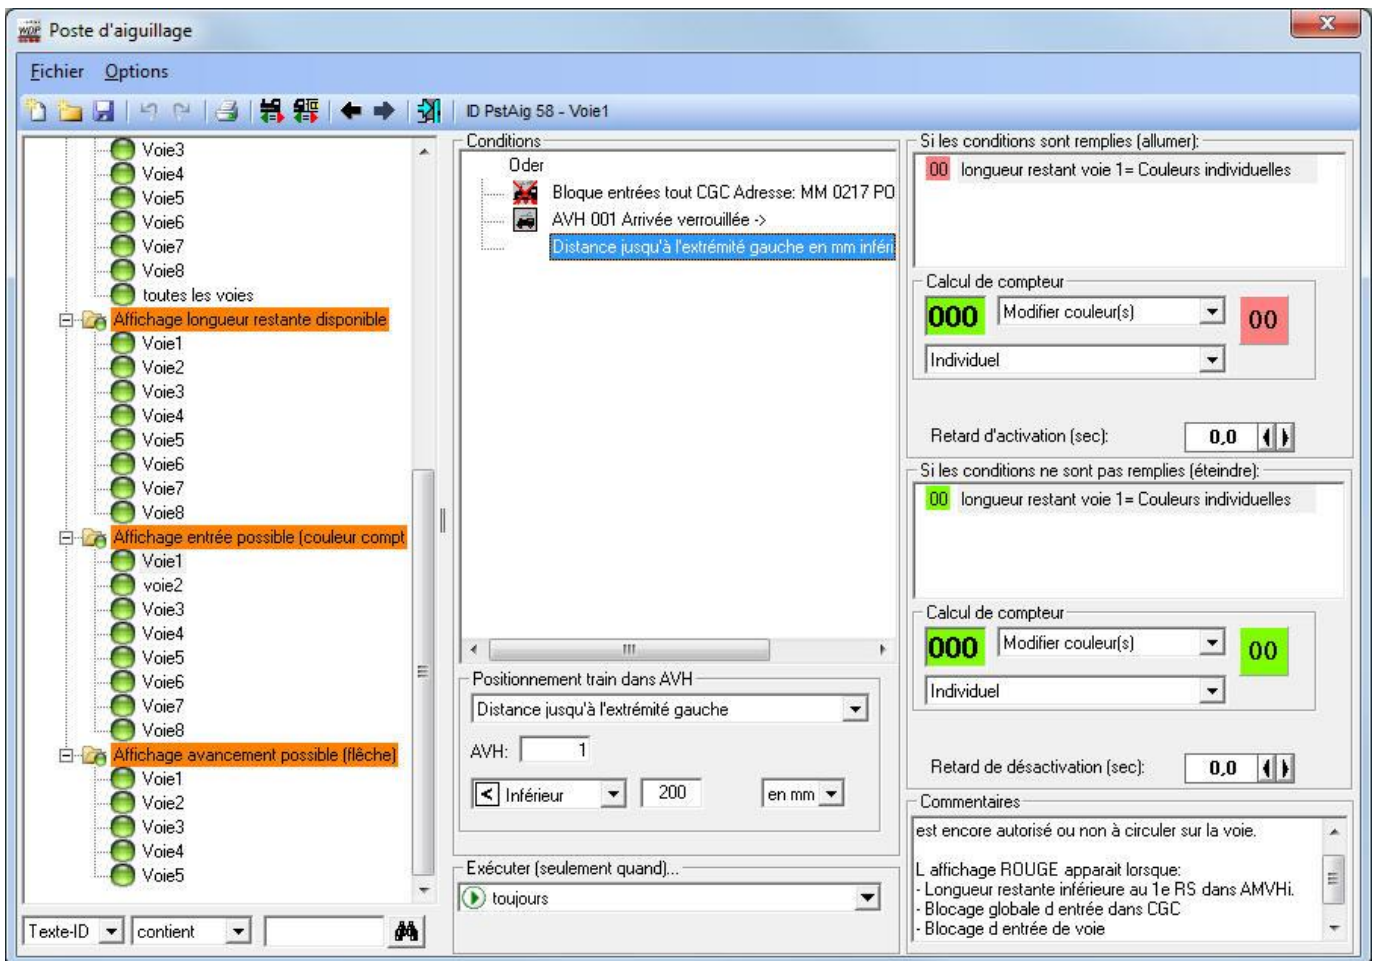 WDP Poste d'aiguillage
Fichier Options
ID PstAig 58 - Voie1
Voie3
Voie4
Voie5
Voie6
Voie7
Voie8
toutes les voies
Affichage longueur restante disponible
Voie1
Voie2
Voie3
Voie4
Voie5
Voie6
Voie7
Voie8
Affichage entrée possible (couleur compt
Voie1
voie2
Voie3
Voie4
Voie5
Voie6
Voie7
Voie8
Affichage avancement possible (flêche)
Voie1
Voie2
Voie3
Voie4
Voie5
Texte-ID contient
Conditions
Oder
Bloque entrées tout CGC Adresse: MM 0217 PO
AVH 001 Arrivée verrouillée ->
Distance jusqu'à l'extrémité gauche en mm inféri
Positionnement train dans AVH
Distance jusqu'à l'extrémité gauche
AVH: 1
< Inférieur 200 en mm
Exécuter (seulement quand)...
toujours
Si les conditions sont remplies (allumer):
00 longueur restant voie 1= Couleurs individuelles
Calcul de compteur
000 Modifier couleur(s) 00
Individuel
Retard d'activation (sec): 0,0
Si les conditions ne sont pas remplies (éteindre):
00 longueur restant voie 1= Couleurs individuelles
Calcul de compteur
000 Modifier couleur(s) 00
Individuel
Retard de désactivation (sec): 0,0
Commentaires
est encore autorisé ou non à circuler sur la voie.
L affichage ROUGE apparait lorsque:
- Longueur restante inférieure au 1e RS dans AMVHi.
- Blocage globale d entrée dans CGC
- Blocage d entrée de voie